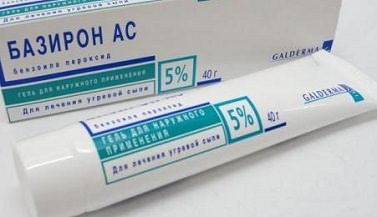 БАЗИРОН АС
бензоила пероксид
ГЕЛЬ ДЛЯ НАРУЖНОГО ПРИМЕНЕНИЯ
5%
Для лечения угревой сыпи
40 г
GALDERMA
бензоила пероксид
ГЕЛЬ ДЛЯ НАРУЖНОГО
ПРИМЕНЕНИЯ
5%
Для лечения угревой сыпи
40 г
GALDERMA